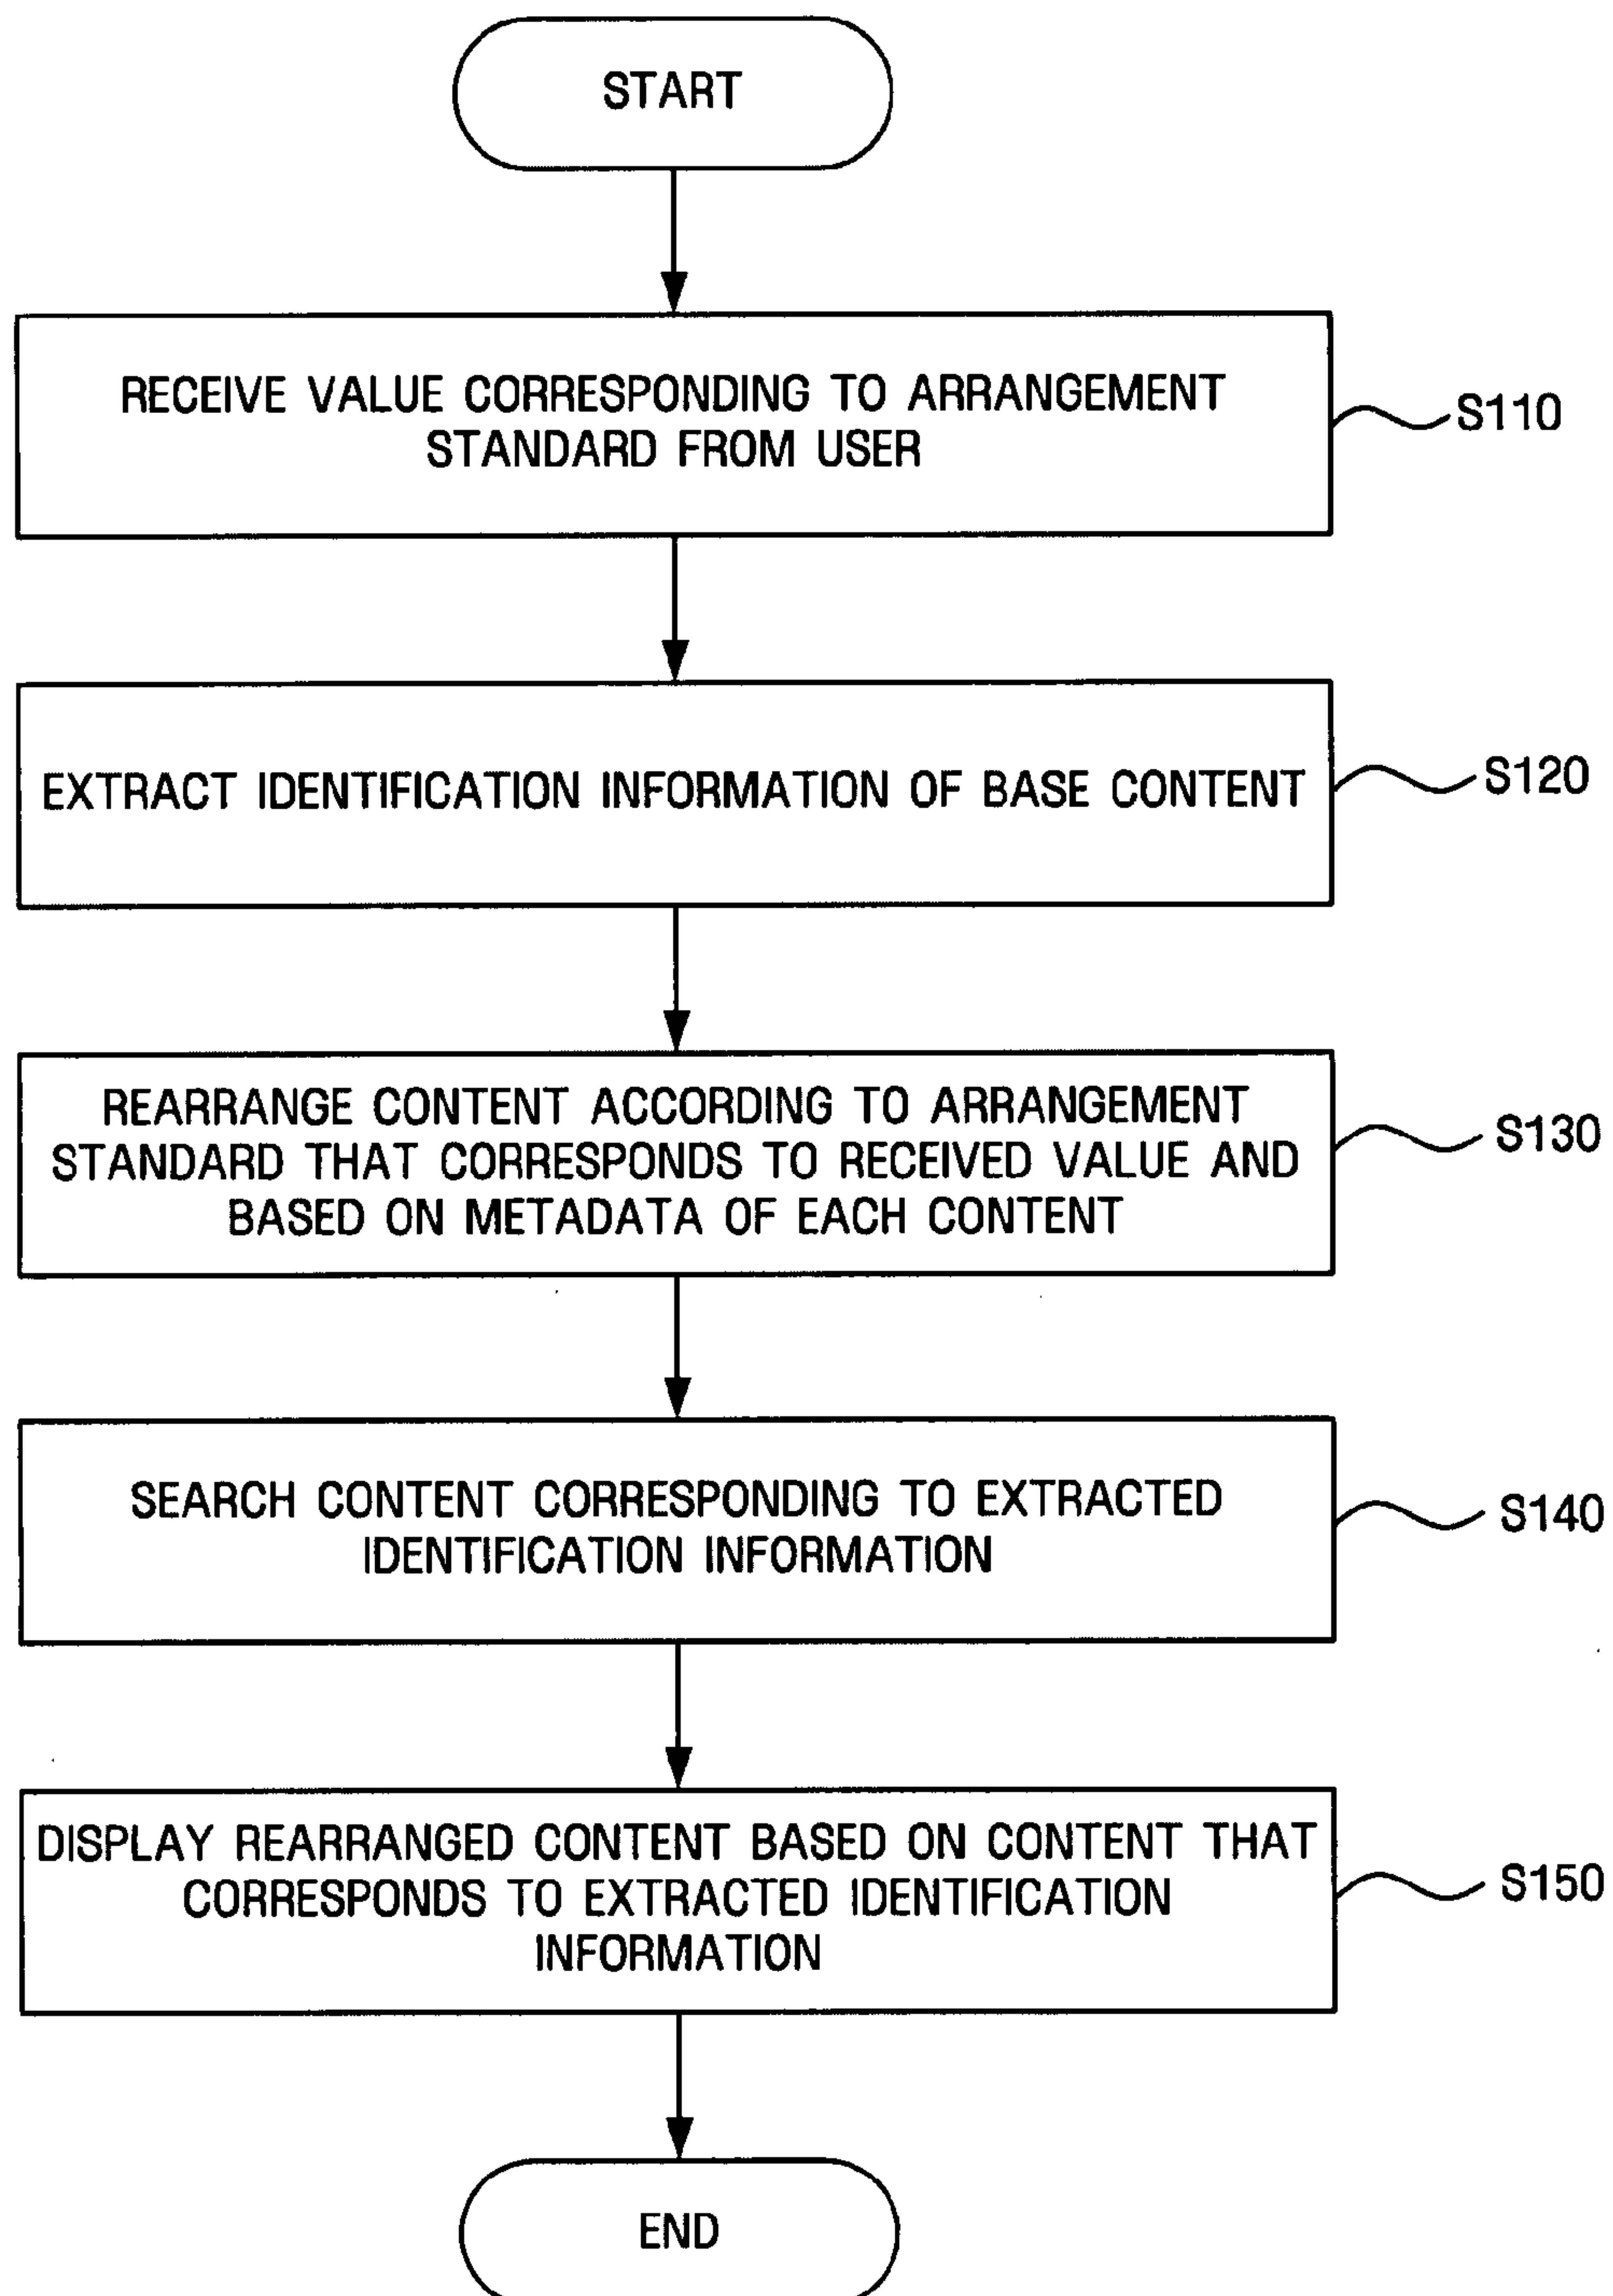 START
RECEIVE VALUE CORRESPONDING TO ARRANGEMENT
STANDARD FROM USER
S110
EXTRACT IDENTIFICATION INFORMATION OF BASE CONTENT
S120
REARRANGE CONTENT ACCORDING TO ARRANGEMENT
STANDARD THAT CORRESPONDS TO RECEIVED VALUE AND
BASED ON METADATA OF EACH CONTENT
S130
SEARCH CONTENT CORRESPONDING TO EXTRACTED
IDENTIFICATION INFORMATION
S140
DISPLAY REARRANGED CONTENT BASED ON CONTENT THAT
CORRESPONDS TO EXTRACTED IDENTIFICATION
INFORMATION
S150
END